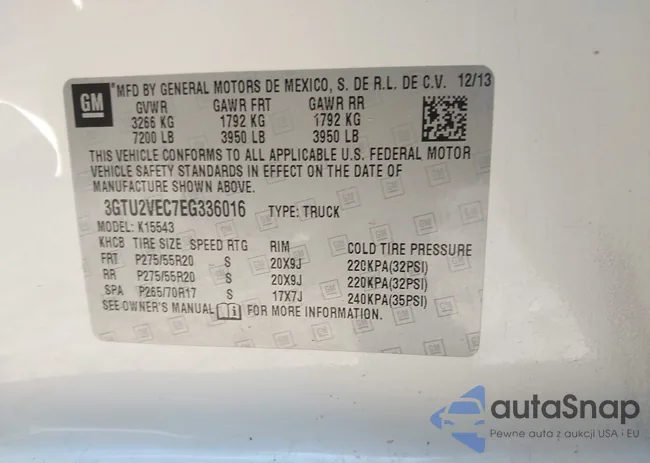 GM
MFD BY GENERAL MOTORS DE MEXICO, S. DE R.L. DE C.V. 12/13
GVWR GAWR FRT GAWR RR
3266 KG 1792 KG 1792 KG
7200 LB 3950 LB 3950 LB
THIS VEHICLE CONFORMS TO ALL APPLICABLE U.S. FEDERAL MOTOR
VEHICLE SAFETY STANDARDS IN EFFECT ON THE DATE OF
MANUFACTURE SHOWN ABOVE.
3GTU2VEC7EG336016 TYPE: TRUCK
MODEL: K15543
KHCB TIRE SIZE SPEED RTG RIM COLD TIRE PRESSURE
FRT P275/55R20 S 20X9J 220KPA(32PSI)
RR P275/55R20 S 20X9J 220KPA(32PSI)
SPA P265/70R17 S 17X7J 240KPA(35PSI)
SEE OWNER'S MANUAL FOR MORE INFORMATION.
autaSnap
Pewne auta z aukcji USA i EU